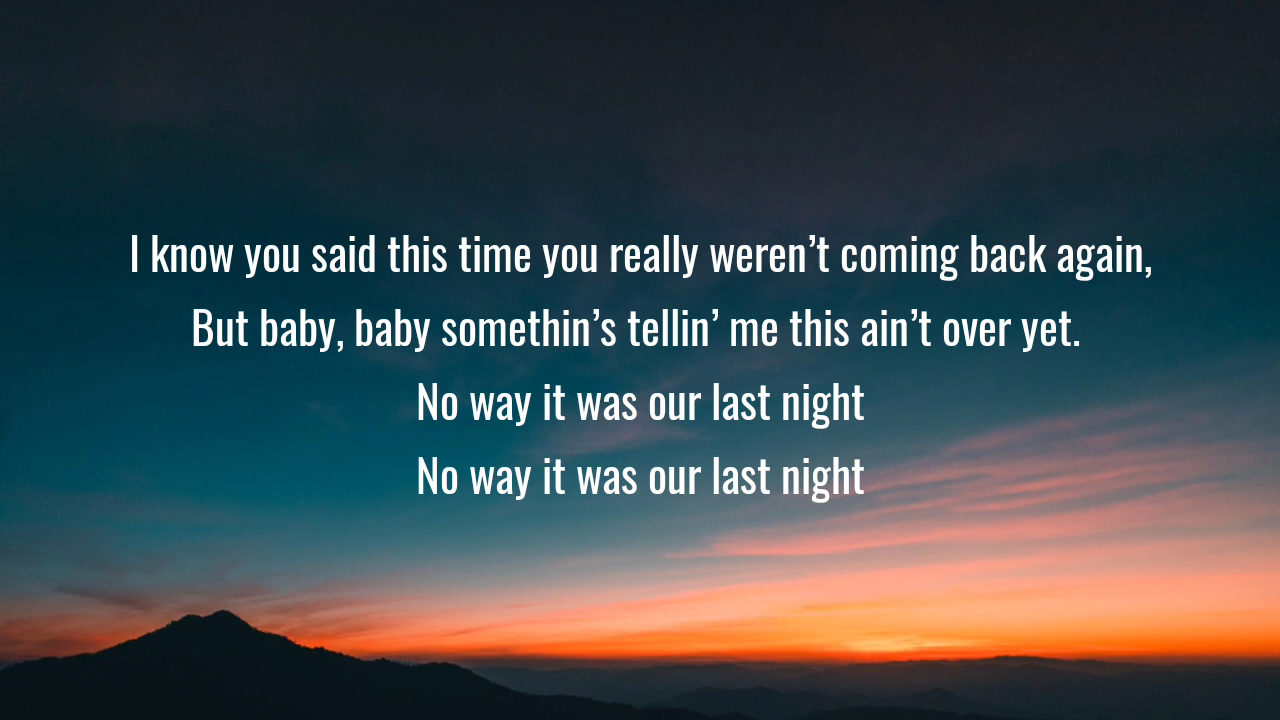 I know you said this time you really weren’t coming back again,
But baby, baby somethin’s tellin’ me this ain’t over yet.
No way it was our last night
No way it was our last night